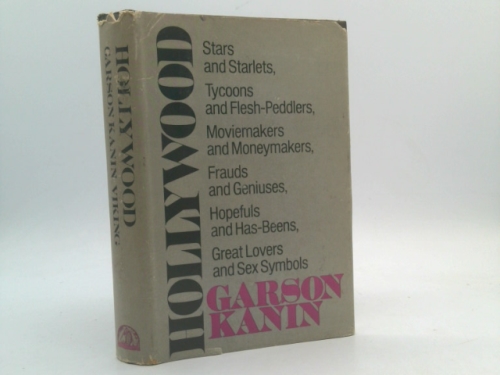 HOLLYWOOD
GARSON KANIN VIKING
HOLLYWOOD
Stars
and Starlets,
Tycoons
and Flesh-Peddlers,
Moviemakers
and Moneymakers,
Frauds
and Geniuses,
Hopefuls
and Has-Beens,
Great Lovers
and Sex Symbols
GARSON
KANIN